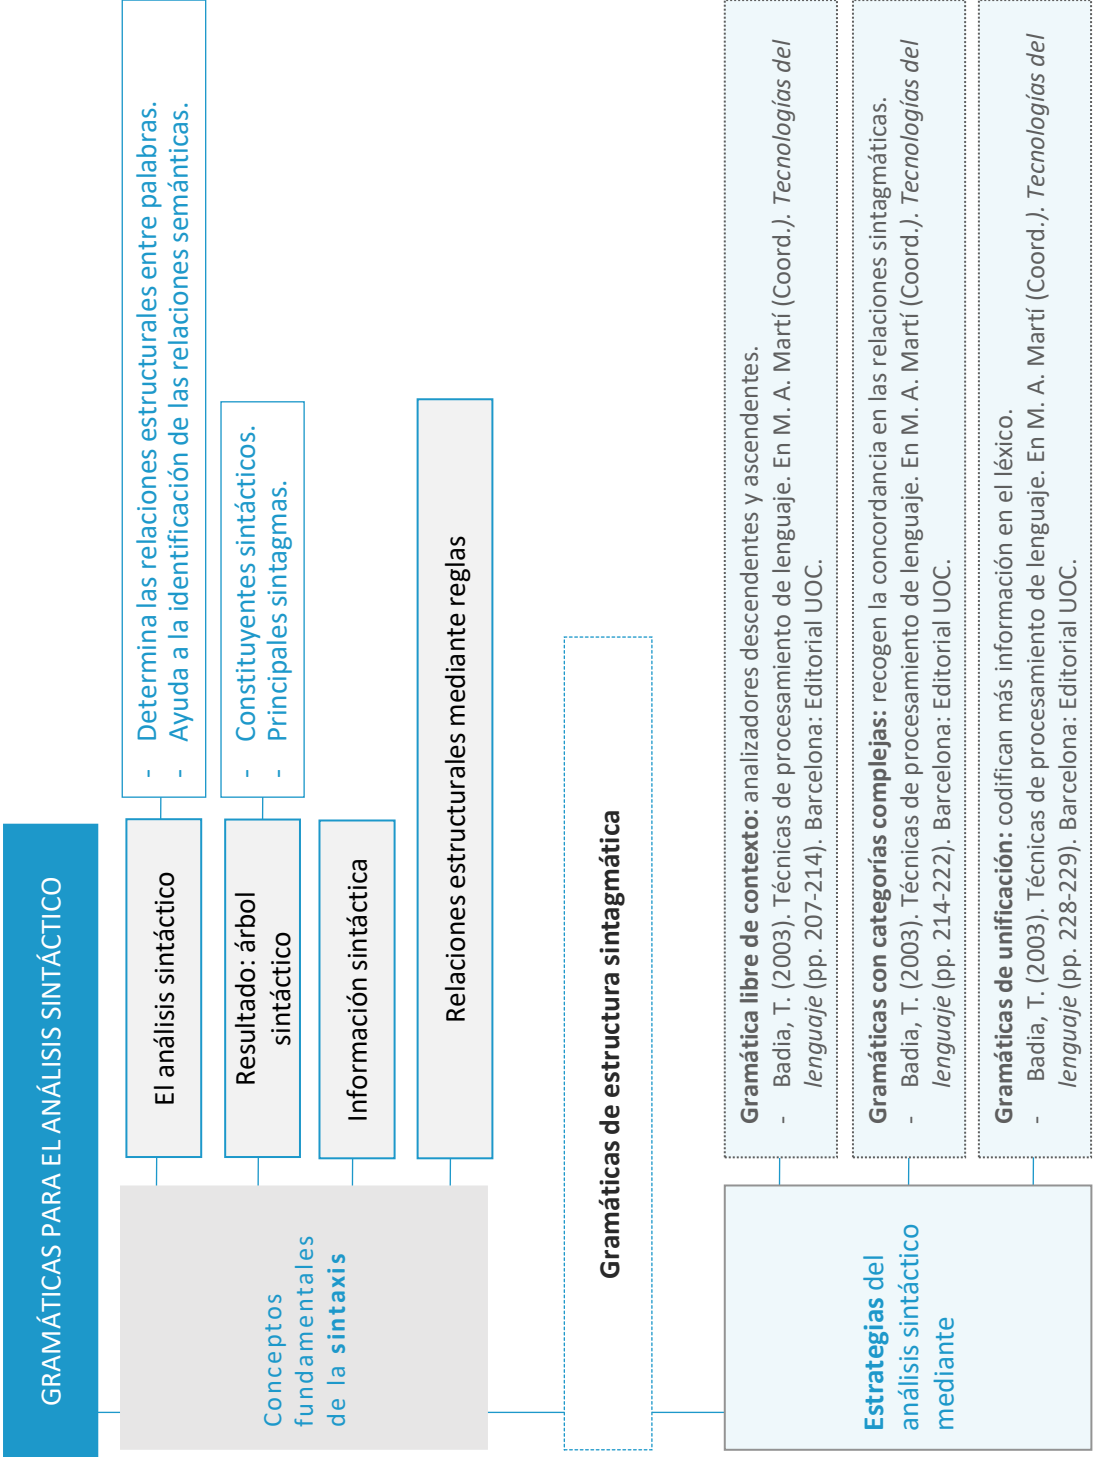 GRAMÁTICAS PARA EL ANÁLISIS SINTÁCTICO
Conceptos
fundamentales
de la sintaxis
El análisis sintáctico
- Determina las relaciones estructurales entre palabras.
- Ayuda a la identificación de las relaciones semánticas.
Resultado: árbol
sintáctico
- Constituyentes sintácticos.
- Principales sintagmas.
Información sintáctica
Relaciones estructurales mediante reglas
Gramáticas de estructura sintagmática
Estrategias del
análisis sintáctico
mediante
Gramática libre de contexto: analizadores descendentes y ascendentes.
- Badia, T. (2003). Técnicas de procesamiento de lenguaje. En M. A. Martí (Coord.). Tecnologías del
lenguaje (pp. 207-214). Barcelona: Editorial UOC.
Gramáticas con categorías complejas: recogen la concordancia en las relaciones sintagmáticas.
- Badia, T. (2003). Técnicas de procesamiento de lenguaje. En M. A. Martí (Coord.). Tecnologías del
lenguaje (pp. 214-222). Barcelona: Editorial UOC.
Gramáticas de unificación: codifican más información en el léxico.
- Badia, T. (2003). Técnicas de procesamiento de lenguaje. En M. A. Martí (Coord.). Tecnologías del
lenguaje (pp. 228-229). Barcelona: Editorial UOC.